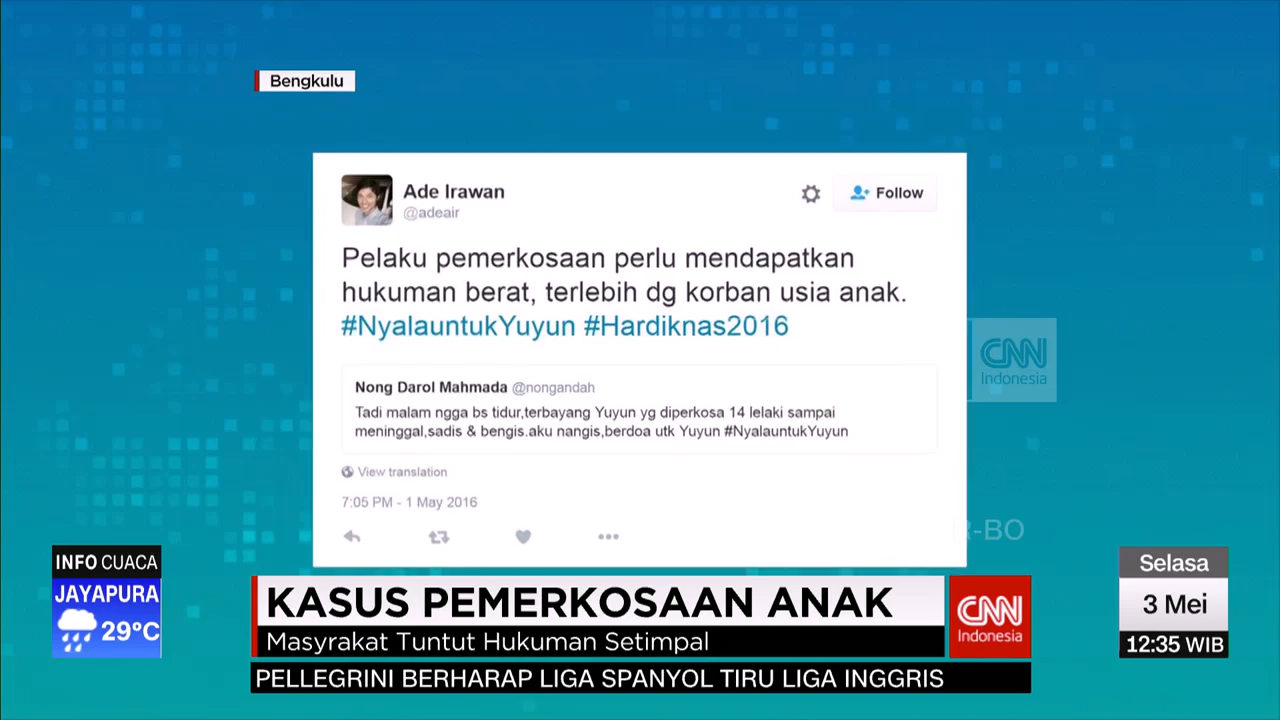 Bengkulu
Ade Irawan
@adeair
Follow
Pelaku pemerkosaan perlu mendapatkan
hukuman berat, terlebih dg korban usia anak.
#NyalauntukYuyun #Hardiknas2016
Nong Darol Mahmada @nongandah
Tadi malam ngga bs tidur,terbayang Yuyun yg diperkosa 14 lelaki sampai
meninggal,sadis & bengis.aku nangis,berdoa utk Yuyun #NyalauntukYuyun
View translation
7:05 PM - 1 May 2016
CNN
Indonesia
R-BO
INFO CUACA
JAYAPURA
29°C
KASUS PEMERKOSAAN ANAK
Masyrakat Tuntut Hukuman Setimpal
CNN
Indonesia
PELLEGRINI BERHARAP LIGA SPANYOL TIRU LIGA INGGRIS
Selasa
3 Mei
12:35 WIB